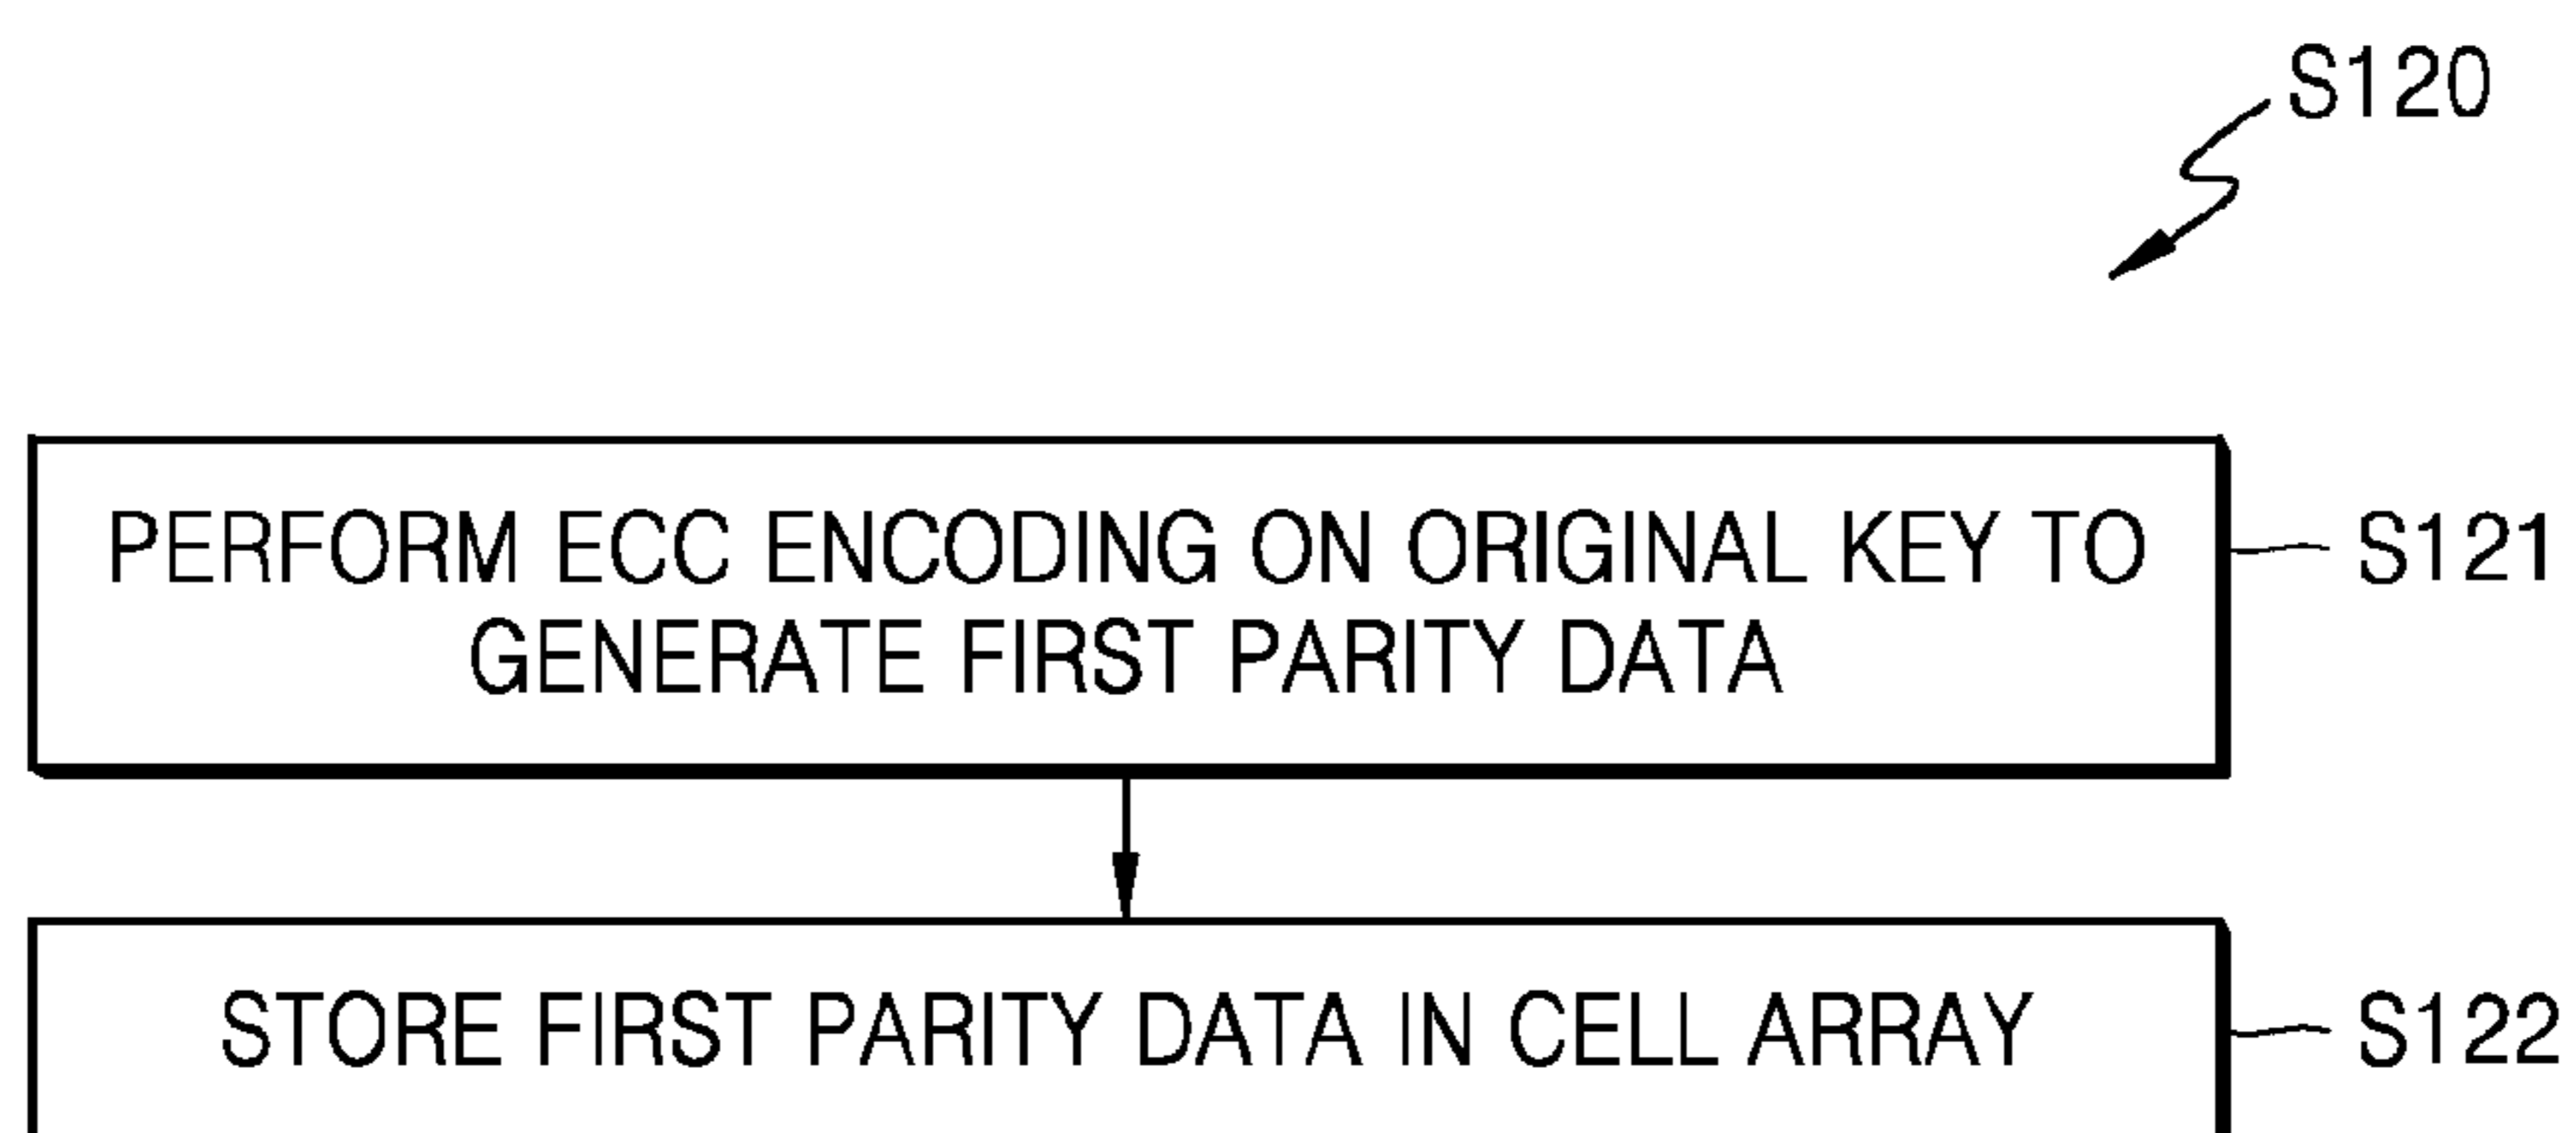 S120
PERFORM ECC ENCODING ON ORIGINAL KEY TO
GENERATE FIRST PARITY DATA
S121
STORE FIRST PARITY DATA IN CELL ARRAY
S122